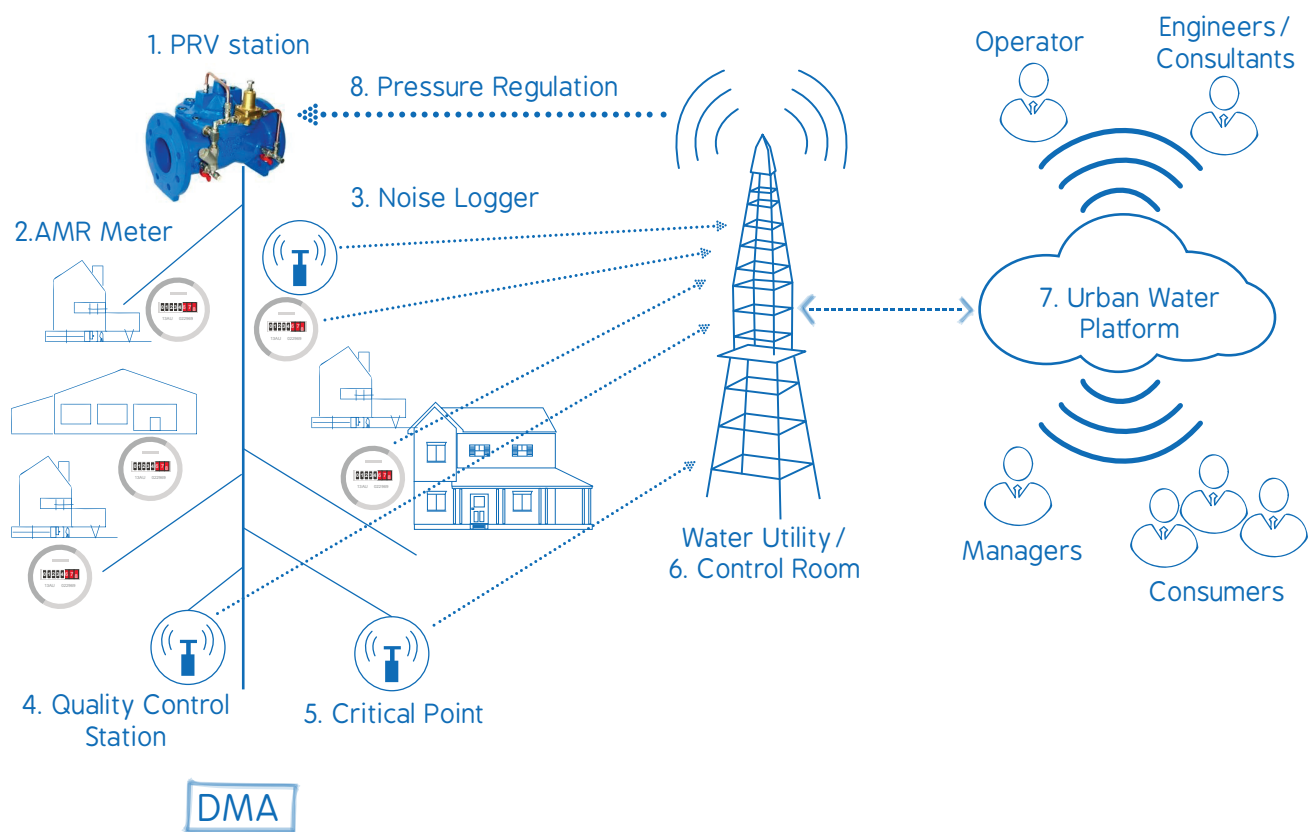 1. PRV station
8. Pressure Regulation
Operator
Engineers/
Consultants
3. Noise Logger
2.AMR Meter
7. Urban Water
Platform
Water Utility/
6. Control Room
Managers
Consumers
4. Quality Control
Station
5. Critical Point
DMA